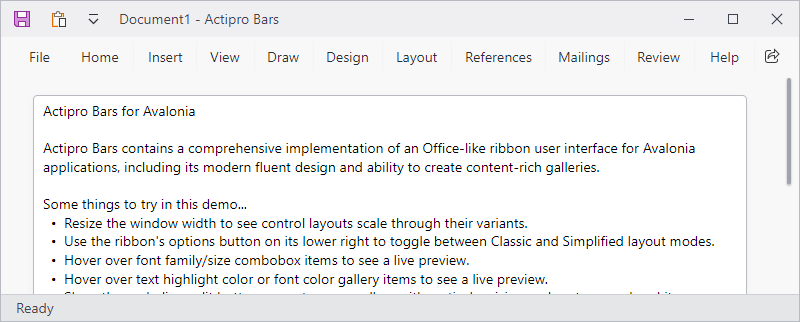 Document1 - Actipro Bars
File Home Insert View Draw Design Layout References Mailings Review Help
Actipro Bars for Avalonia
Actipro Bars contains a comprehensive implementation of an Office-like ribbon user interface for Avalonia
applications, including its modern fluent design and ability to create content-rich galleries.
Some things to try in this demo...
• Resize the window width to see control layouts scale through their variants.
• Use the ribbon's options button on its lower right to toggle between Classic and Simplified layout modes.
• Hover over font family/size combobox items to see a live preview.
• Hover over text highlight color or font color gallery items to see a live preview.
Ready